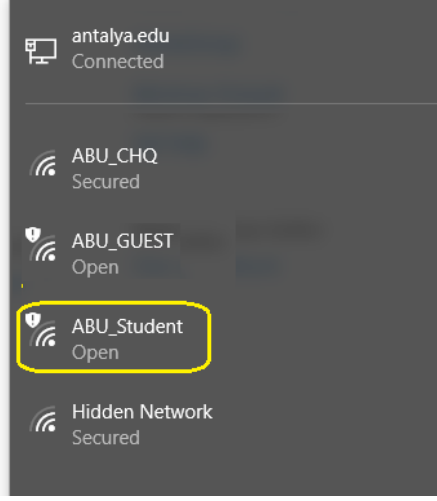 antalya.edu
Connected
ABU_CHQ
Secured
ABU_GUEST
Open
ABU_Student
Open
Hidden Network
Secured